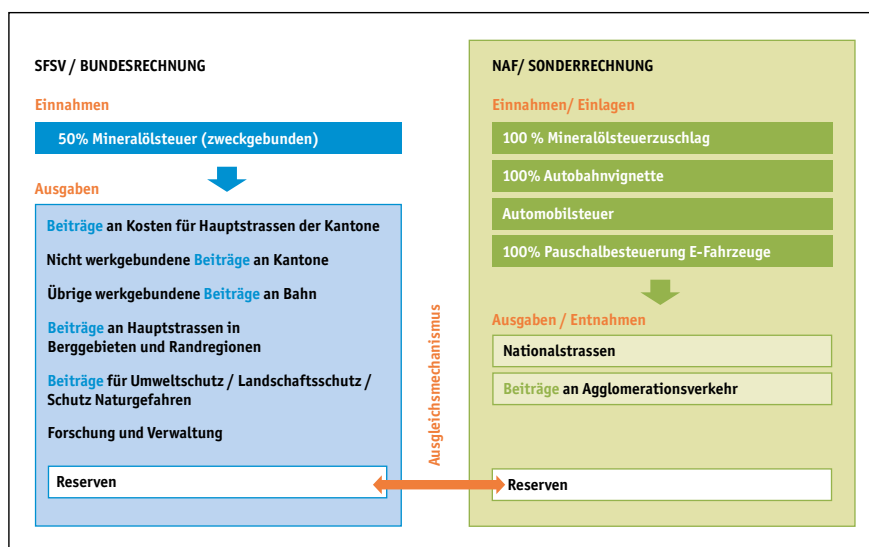 SFSV / BUNDESRECHNUNG
Einnahmen
50% Mineralölsteuer (zweckgebunden)
Ausgaben
Beiträge an Kosten für Hauptstrassen der Kantone
Nicht werkgebundene Beiträge an Kantone
Übrige werkgebundene Beiträge an Bahn
Beiträge an Hauptstrassen in
Berggebieten und Randregionen
Beiträge für Umweltschutz / Landschaftsschutz /
Schutz Naturgefahren
Forschung und Verwaltung
Reserven
Ausgleichsmechanismus
NAF/ SONDERRECHNUNG
Einnahmen/ Einlagen
100 % Mineralölsteuerzuschlag
100% Autobahnvignette
Automobilsteuer
100% Pauschalbesteuerung E-Fahrzeuge
Ausgaben / Entnahmen
Nationalstrassen
Beiträge an Agglomerationsverkehr
Reserven